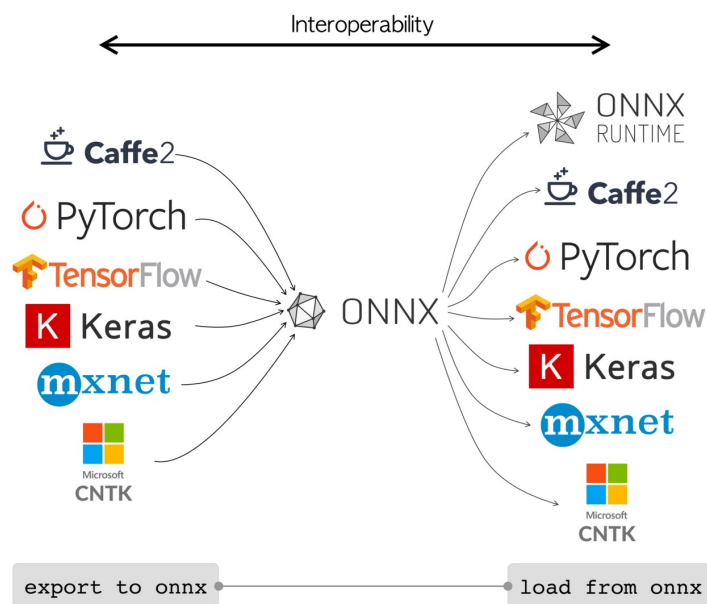 Interoperability
Caffe2
PyTorch
TensorFlow
K Keras
mxnet
Microsoft
CNTK
ONNX
ONNX
RUNTIME
Caffe2
PyTorch
TensorFlow
K Keras
mxnet
Microsoft
CNTK
export to onnx
load from onnx